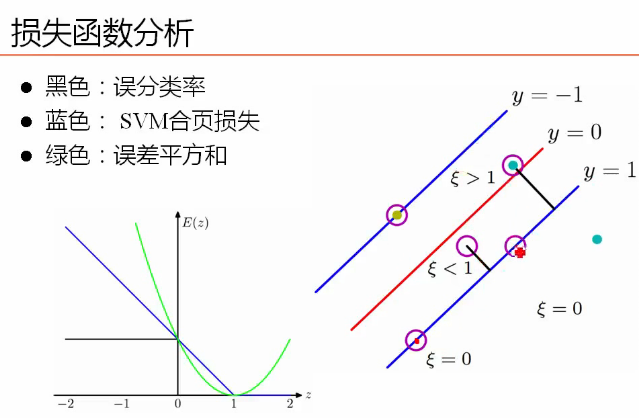 损失函数分析
● 黑色：误分类率
● 蓝色： SVM合页损失
● 绿色：误差平方和
y = −1
y = 0
y = 1
ξ > 1
ξ < 1
ξ = 0
ξ = 0
E(z)
−2 −1 0 1 2 z